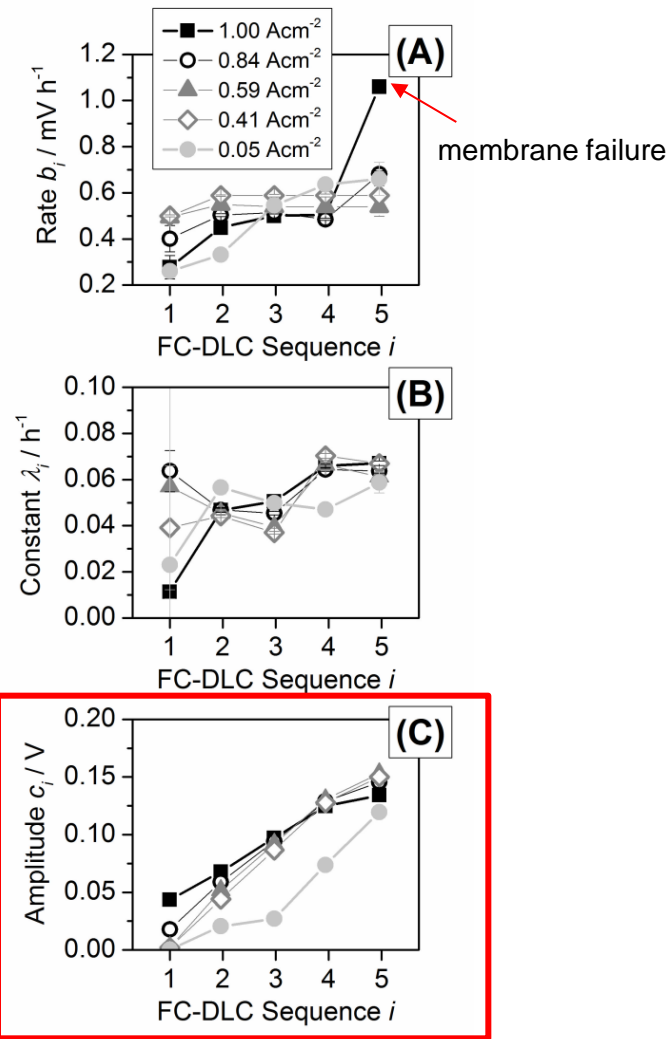 1.00 Acm⁻²
0.84 Acm⁻²
0.59 Acm⁻²
0.41 Acm⁻²
0.05 Acm⁻²
(A)
membrane failure
Rate bᵢ / mV h⁻¹
1.2
1.0
0.8
0.6
0.4
0.2
1 2 3 4 5
FC-DLC Sequence i
(B)
Constant λᵢ / h⁻¹
0.10
0.08
0.06
0.04
0.02
0.00
1 2 3 4 5
FC-DLC Sequence i
(C)
Amplitude cᵢ / V
0.20
0.15
0.10
0.05
0.00
1 2 3 4 5
FC-DLC Sequence i